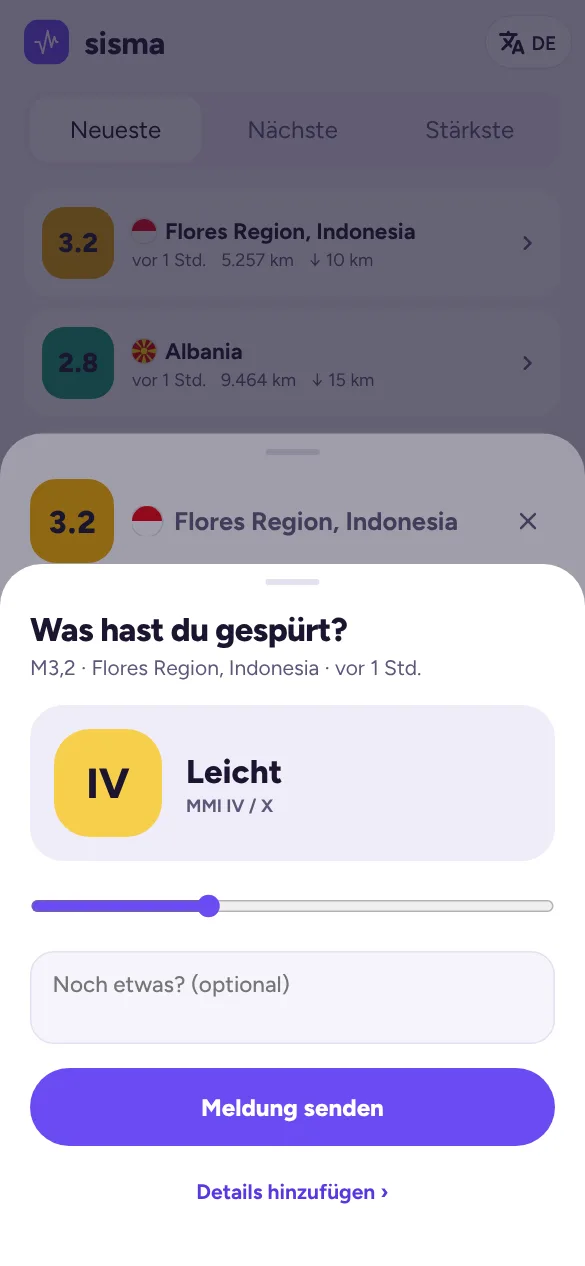 sisma
DE
Neueste
Nächste
Stärkste
3.2
Flores Region, Indonesia
vor 1 Std. 5.257 km ↓ 10 km
2.8
Albania
vor 1 Std. 9.464 km ↓ 15 km
3.2
Flores Region, Indonesia
Was hast du gespürt?
M3,2 · Flores Region, Indonesia · vor 1 Std.
IV
Leicht
MMI IV / X
Noch etwas? (optional)
Meldung senden
Details hinzufügen ›